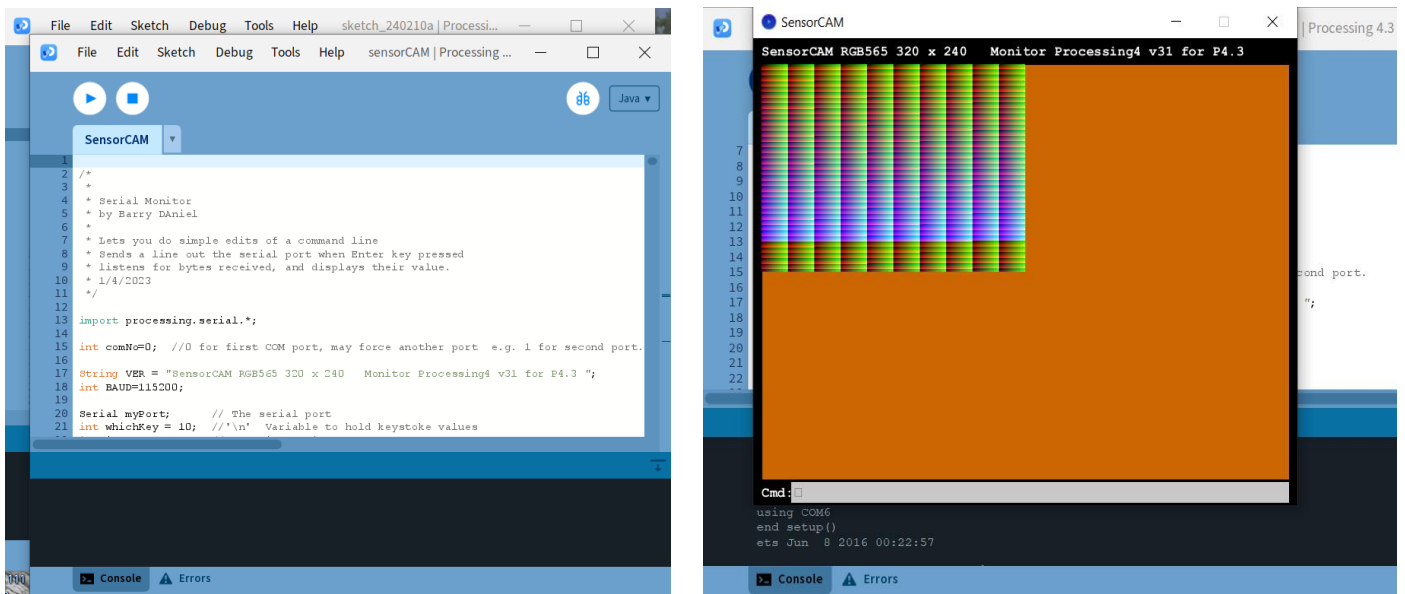 File Edit Sketch Debug Tools Help sketch_240210a | Processi...
File Edit Sketch Debug Tools Help sensorCAM | Processing ...
Java
SensorCAM
1
2 /*
3 *
4 * Serial Monitor
5 * by Barry DAniel
6 *
7 * Lets you do simple edits of a command line
8 * Sends a line out the serial port when Enter key pressed
9 * listens for bytes received, and displays their value.
10 * 1/4/2023
11 */
12
13 import processing.serial.*;
14
15 int comNo=0; //0 for first COM port, may force another port e.g. 1 for second port.
16
17 String VER = "SensorCAM RGB565 320 x 240 Monitor Processing4 v31 for P4.3 ";
18 int BAUD=115200;
19
20 Serial myPort; // The serial port
21 int whichKey = 10; //'\n' Variable to hold keystoke values
Console Errors
SensorCAM
| Processing 4.3
SensorCAM RGB565 320 x 240 Monitor Processing4 v31 for P4.3
7
8
9
10
11
12
13
14
15 cond port.
16
17 ";
18
19
20
21
22
Cmd:
using COM6
end setup()
ets Jun 8 2016 00:22:57
Console Errors